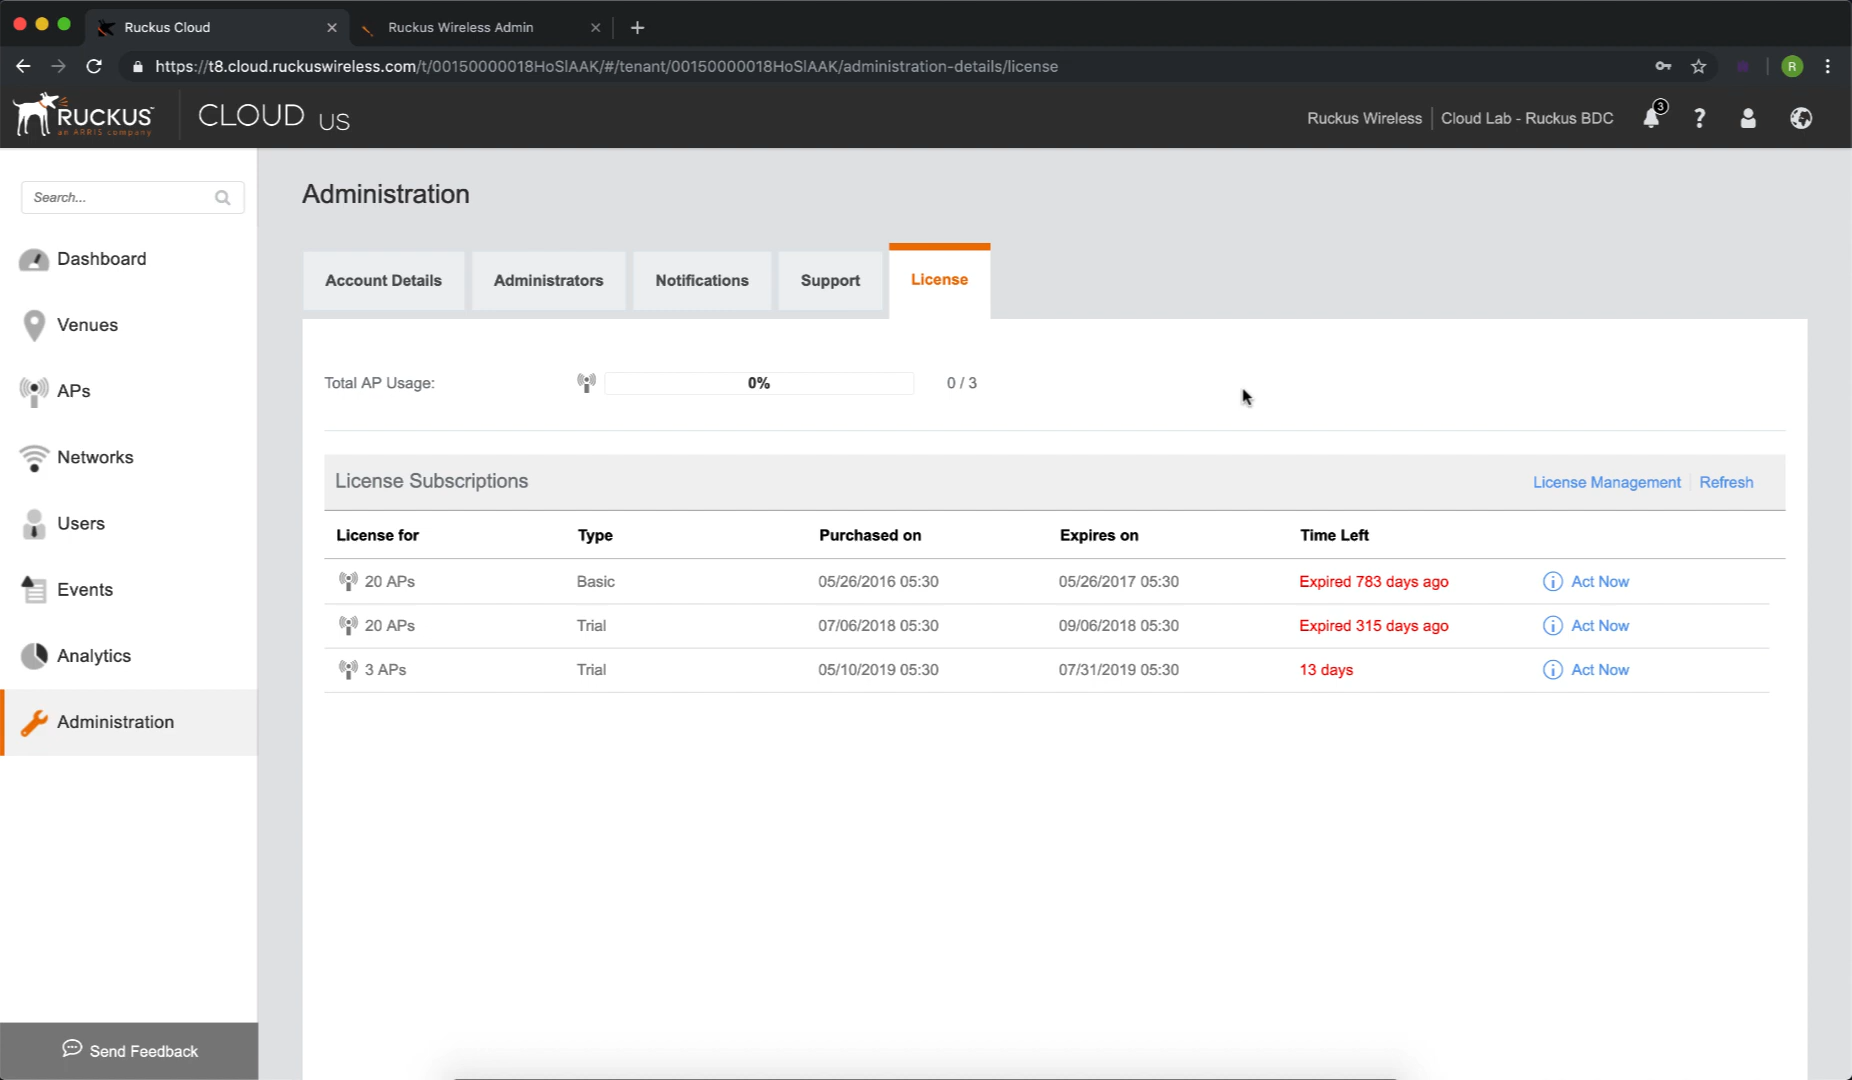 Ruckus Cloud
Ruckus Wireless Admin
https://t8.cloud.ruckuswireless.com/t/00150000018HoSlAAK/#/tenant/00150000018HoSlAAK/administration-details/license
R
RUCKUS
an ARRIS company
CLOUD US
Ruckus Wireless
Cloud Lab - Ruckus BDC
3
?
Search...
Dashboard
Venues
APs
Networks
Users
Events
Analytics
Administration
Send Feedback
Administration
Account Details
Administrators
Notifications
Support
License
Total AP Usage:
0%
0 / 3
License Subscriptions
License Management
Refresh
License for Type Purchased on Expires on Time Left
20 APs Basic 05/26/2016 05:30 05/26/2017 05:30 Expired 783 days ago Act Now
20 APs Trial 07/06/2018 05:30 09/06/2018 05:30 Expired 315 days ago Act Now
3 APs Trial 05/10/2019 05:30 07/31/2019 05:30 13 days Act Now